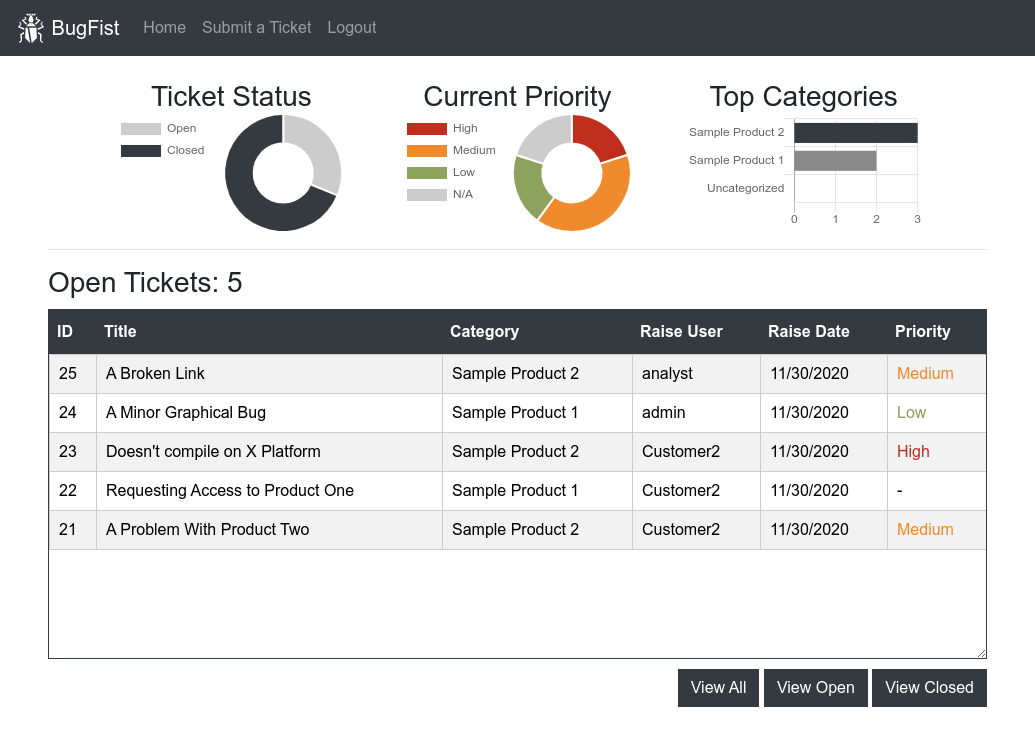 BugFist Home Submit a Ticket Logout
Ticket Status
Open
Closed
Current Priority
High
Medium
Low
N/A
Top Categories
Sample Product 2
Sample Product 1
Uncategorized
0 1 2 3
Open Tickets: 5
ID Title Category Raise User Raise Date Priority
25 A Broken Link Sample Product 2 analyst 11/30/2020 Medium
24 A Minor Graphical Bug Sample Product 1 admin 11/30/2020 Low
23 Doesn't compile on X Platform Sample Product 2 Customer2 11/30/2020 High
22 Requesting Access to Product One Sample Product 1 Customer2 11/30/2020 -
21 A Problem With Product Two Sample Product 2 Customer2 11/30/2020 Medium
View All View Open View Closed